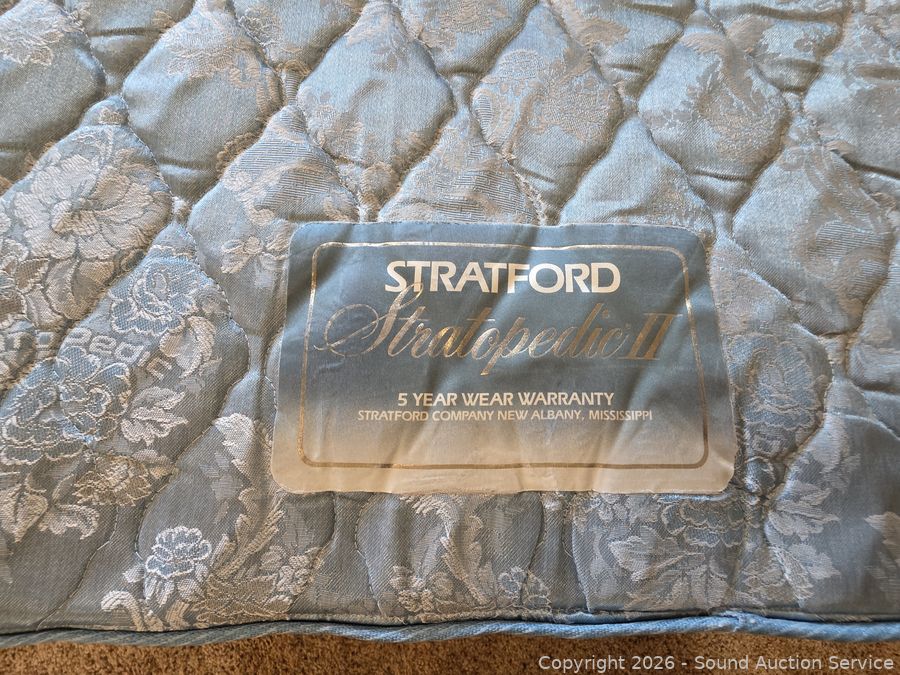 STRATFORD
Stratopedic II
5 YEAR WEAR WARRANTY
STRATFORD COMPANY NEW ALBANY, MISSISSIPPI
Copyright © 2026 - Sound Auction Service